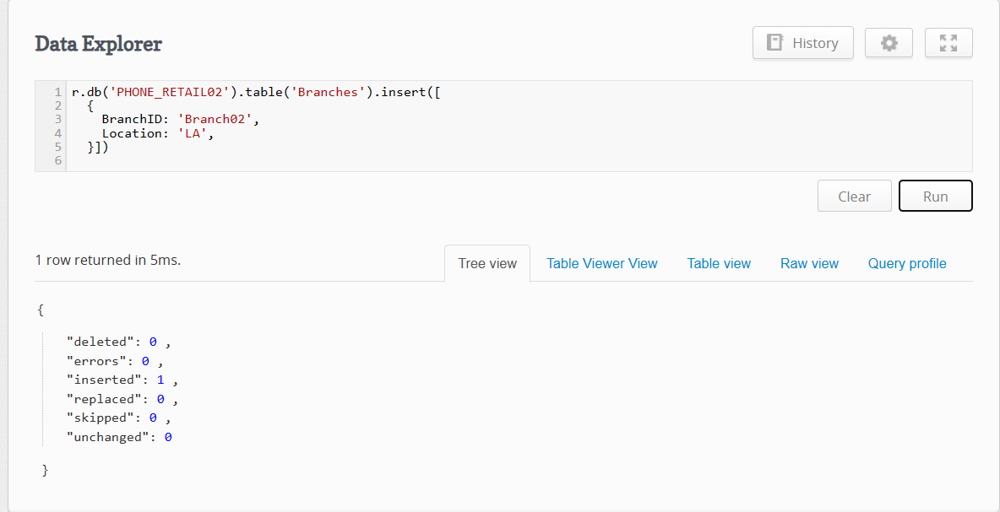 Data Explorer
History
1 r.db('PHONE_RETAIL02').table('Branches').insert([
2   {
3     BranchID: 'Branch02',
4     Location: 'LA',
5   }])
6
Clear
Run
1 row returned in 5ms.
Tree view
Table Viewer View
Table view
Raw view
Query profile
{
    "deleted": 0 ,
    "errors": 0 ,
    "inserted": 1 ,
    "replaced": 0 ,
    "skipped": 0 ,
    "unchanged": 0
}